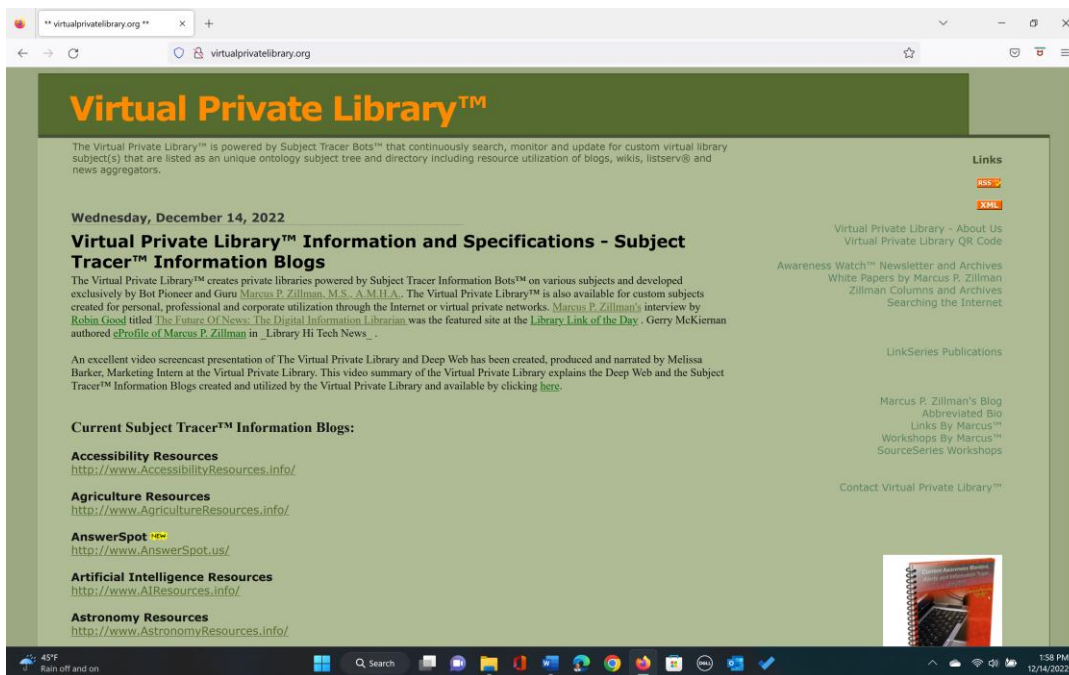 ** virtualprivatelibrary.org **
virtualprivatelibrary.org
Virtual Private Library™
The Virtual Private Library™ is powered by Subject Tracer Bots™ that continuously search, monitor and update for custom virtual library
subject(s) that are listed as an unique ontology subject tree and directory including resource utilization of blogs, wikis, listserv® and
news aggregators.
Wednesday, December 14, 2022
Virtual Private Library™ Information and Specifications - Subject
Tracer™ Information Blogs
The Virtual Private Library™ creates private libraries powered by Subject Tracer Information Bots™ on various subjects and developed
exclusively by Bot Pioneer and Guru Marcus P. Zillman, M.S., A.M.H.A.. The Virtual Private Library™ is also available for custom subjects
created for personal, professional and corporate utilization through the Internet or virtual private networks. Marcus P. Zillman's interview by
Robin Good titled The Future Of News: The Digital Information Librarian was the featured site at the Library Link of the Day . Gerry McKiernan
authored eProfile of Marcus P. Zillman in _Library Hi Tech News_ .
An excellent video screencast presentation of The Virtual Private Library and Deep Web has been created, produced and narrated by Melissa
Barker, Marketing Intern at the Virtual Private Library. This video summary of the Virtual Private Library explains the Deep Web and the Subject
Tracer™ Information Blogs created and utilized by the Virtual Private Library and available by clicking here.
Current Subject Tracer™ Information Blogs:
Accessibility Resources
http://www.AccessibilityResources.info/
Agriculture Resources
http://www.AgricultureResources.info/
AnswerSpot NEW
http://www.AnswerSpot.us/
Artificial Intelligence Resources
http://www.AIResources.info/
Astronomy Resources
http://www.AstronomyResources.info/
Links
RSS
XML
Virtual Private Library - About Us
Virtual Private Library QR Code
Awareness Watch™ Newsletter and Archives
White Papers by Marcus P. Zillman
Zillman Columns and Archives
Searching the Internet
LinkSeries Publications
Marcus P. Zillman's Blog
Abbreviated Bio
Links By Marcus™
Workshops By Marcus™
SourceSeries Workshops
Contact Virtual Private Library™
45°F
Rain off and on
Search
DELL
1:58 PM
12/14/2022